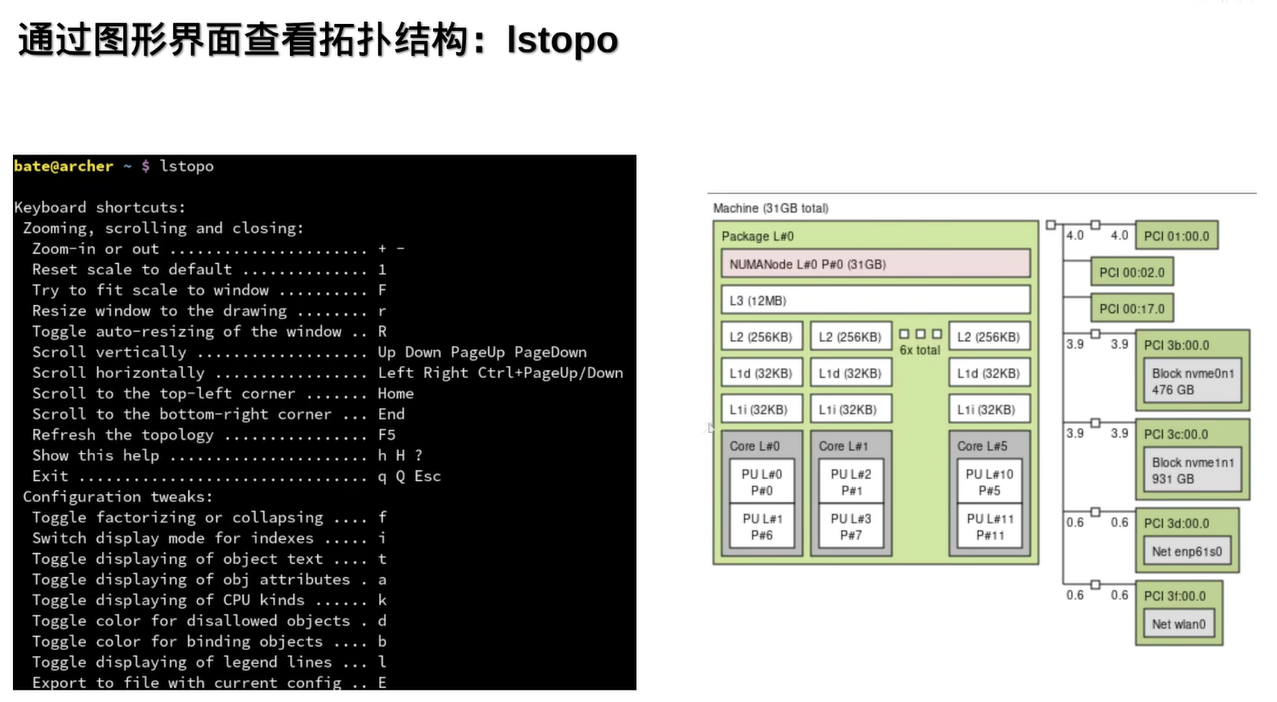 通过图形界面查看拓扑结构：lstopo
bate@archer ~ $ lstopo
Keyboard shortcuts:
Zooming, scrolling and closing:
Zoom-in or out ...................... + -
Reset scale to default .............. 1
Try to fit scale to window .......... F
Resize window to the drawing ........ r
Toggle auto-resizing of the window .. R
Scroll vertically ................... Up Down PageUp PageDown
Scroll horizontally ................. Left Right Ctrl+PageUp/Down
Scroll to the top-left corner ....... Home
Scroll to the bottom-right corner ... End
Refresh the topology ................ F5
Show this help ...................... h H ?
Exit ................................ q Q Esc
Configuration tweaks:
Toggle factorizing or collapsing .... f
Switch display mode for indexes ..... i
Toggle displaying of object text .... t
Toggle displaying of obj attributes . a
Toggle displaying of CPU kinds ...... k
Toggle color for disallowed objects . d
Toggle color for binding objects .... b
Toggle displaying of legend lines ... l
Export to file with current config .. E
Machine (31GB total)
Package L#0
NUMANode L#0 P#0 (31GB)
L3 (12MB)
L2 (256KB) L2 (256KB) 6x total L2 (256KB)
L1d (32KB) L1d (32KB) L1d (32KB)
L1i (32KB) L1i (32KB) L1i (32KB)
Core L#0 Core L#1 Core L#5
PU L#0 PU L#2 PU L#10
P#0 P#1 P#5
PU L#1 PU L#3 PU L#11
P#6 P#7 P#11
4.0 4.0 PCI 01:00.0
PCI 00:02.0
PCI 00:17.0
3.9 3.9 PCI 3b:00.0
Block nvme0n1
476 GB
3.9 3.9 PCI 3c:00.0
Block nvme1n1
931 GB
0.6 0.6 PCI 3d:00.0
Net enp61s0
0.6 0.6 PCI 3f:00.0
Net wlan0